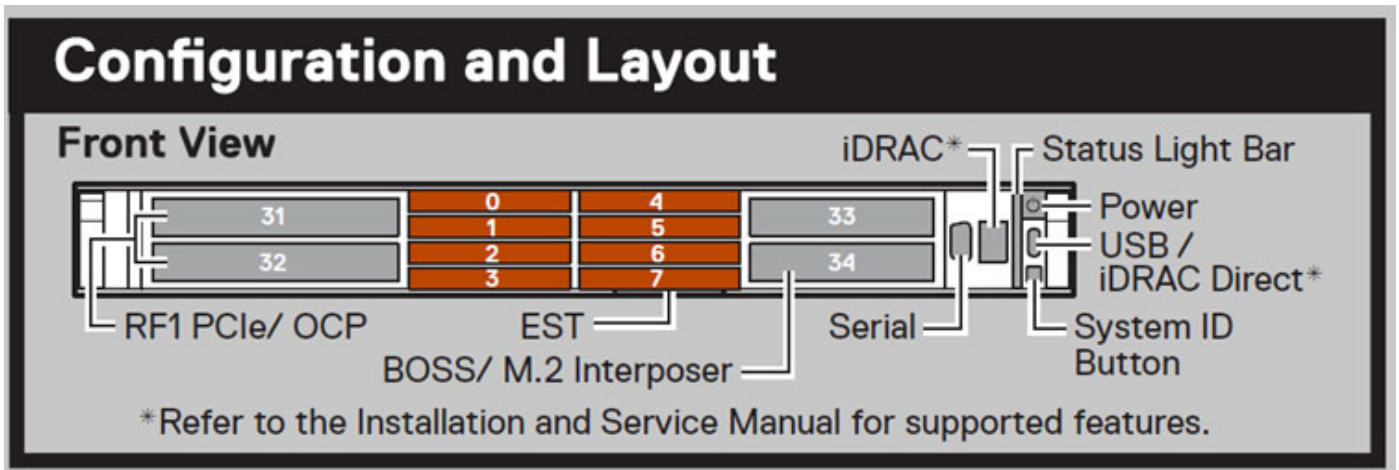 Configuration and Layout
Front View
iDRAC*
Status Light Bar
31
32
0
1
2
3
4
5
6
7
33
34
Power
USB /
iDRAC Direct*
RF1 PCIe/ OCP
EST
Serial
System ID
Button
BOSS/ M.2 Interposer
*Refer to the Installation and Service Manual for supported features.